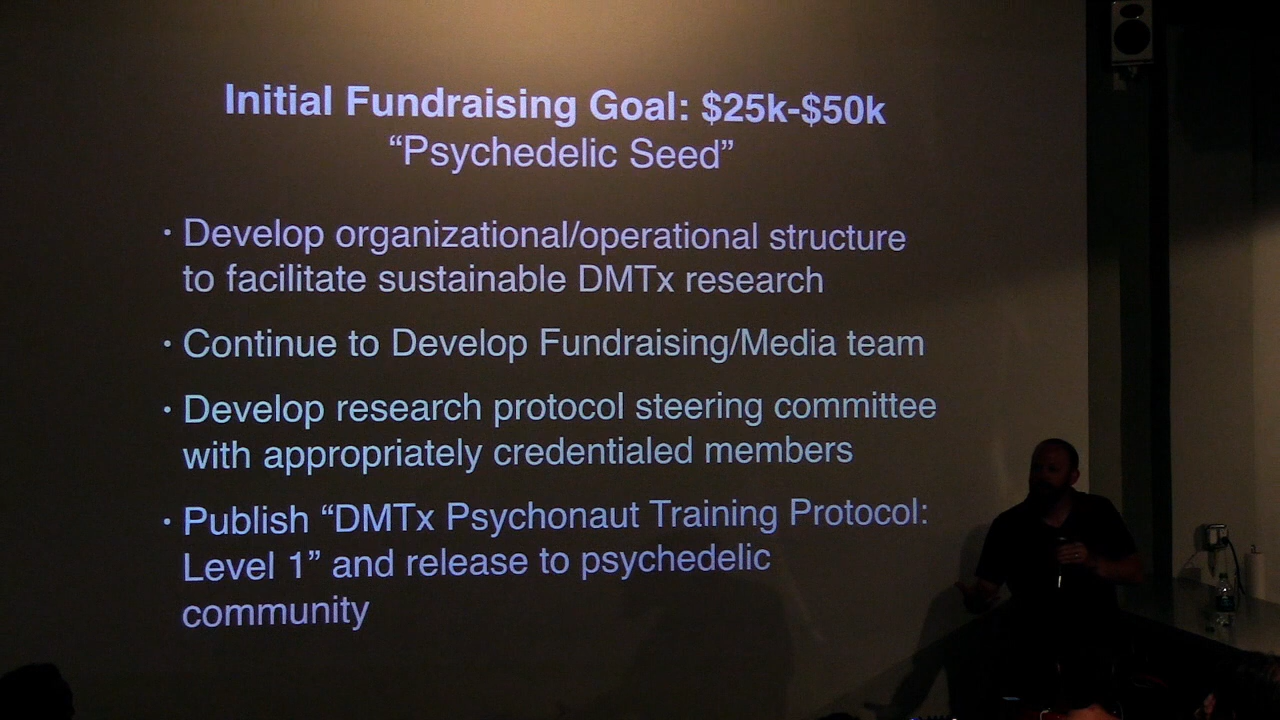 Initial Fundraising Goal: $25k-$50k
“Psychedelic Seed”
· Develop organizational/operational structure
to facilitate sustainable DMTx research
· Continue to Develop Fundraising/Media team
· Develop research protocol steering committee
with appropriately credentialed members
· Publish “DMTx Psychonaut Training Protocol:
Level 1” and release to psychedelic
community